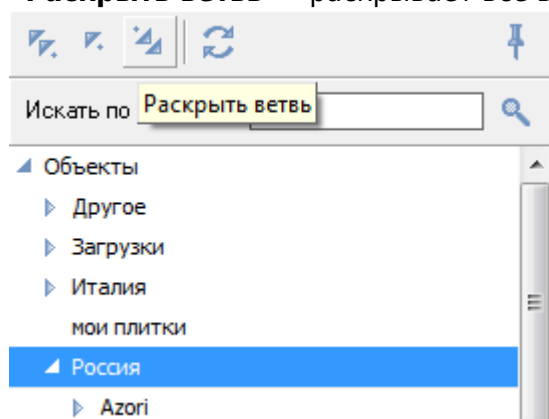 Раскрыть ветвь
Искать по
Объекты
Другое
Загрузки
Италия
мои плитки
Россия
Azori